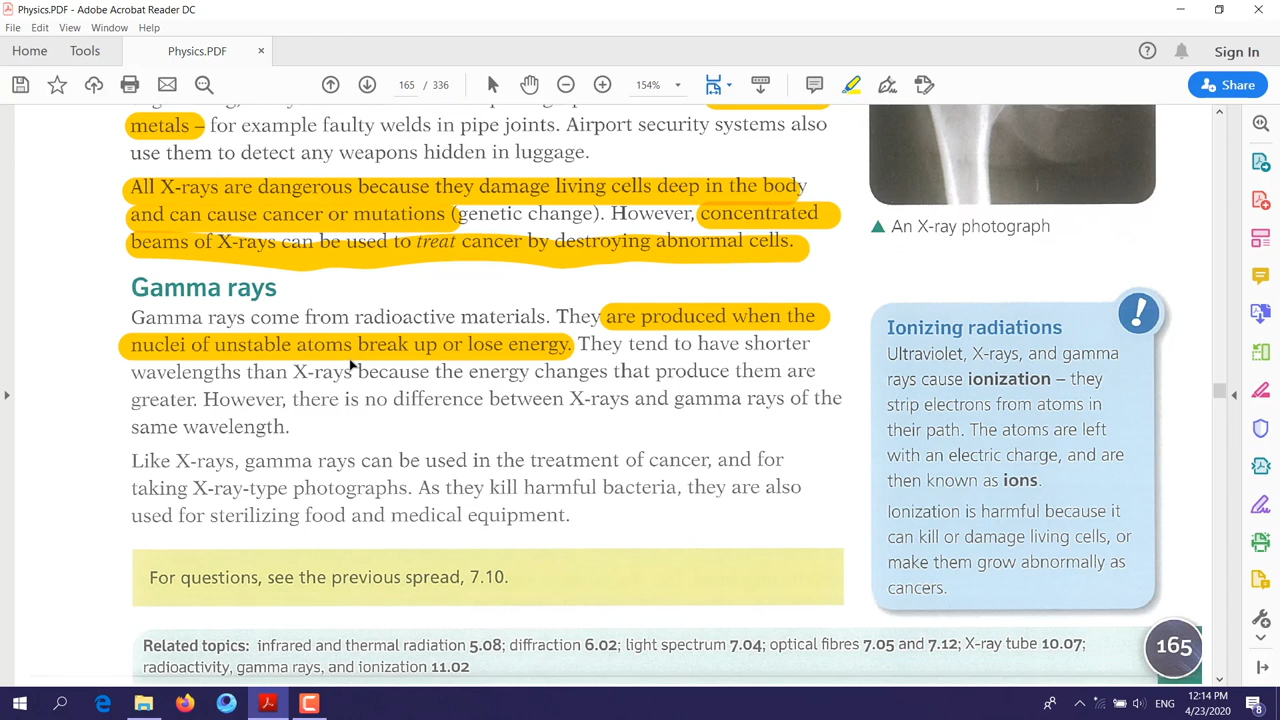 Physics.PDF - Adobe Acrobat Reader DC
File Edit View Window Help
Home Tools Physics.PDF × Sign In
165 / 336 154% Share
metals – for example faulty welds in pipe joints. Airport security systems also
use them to detect any weapons hidden in luggage.
All X-rays are dangerous because they damage living cells deep in the body
and can cause cancer or mutations (genetic change). However, concentrated
beams of X-rays can be used to treat cancer by destroying abnormal cells.
▲ An X-ray photograph
Gamma rays
Gamma rays come from radioactive materials. They are produced when the
nuclei of unstable atoms break up or lose energy. They tend to have shorter
wavelengths than X-rays because the energy changes that produce them are
greater. However, there is no difference between X-rays and gamma rays of the
same wavelength.
Like X-rays, gamma rays can be used in the treatment of cancer, and for
taking X-ray-type photographs. As they kill harmful bacteria, they are also
used for sterilizing food and medical equipment.
!
Ionizing radiations
Ultraviolet, X-rays, and gamma
rays cause ionization – they
strip electrons from atoms in
their path. The atoms are left
with an electric charge, and are
then known as ions.
Ionization is harmful because it
can kill or damage living cells, or
make them grow abnormally as
cancers.
For questions, see the previous spread, 7.10.
Related topics: infrared and thermal radiation 5.08; diffraction 6.02; light spectrum 7.04; optical fibres 7.05 and 7.12; X-ray tube 10.07;
radioactivity, gamma rays, and ionization 11.02
165
ENG
12:14 PM
4/23/2020
8